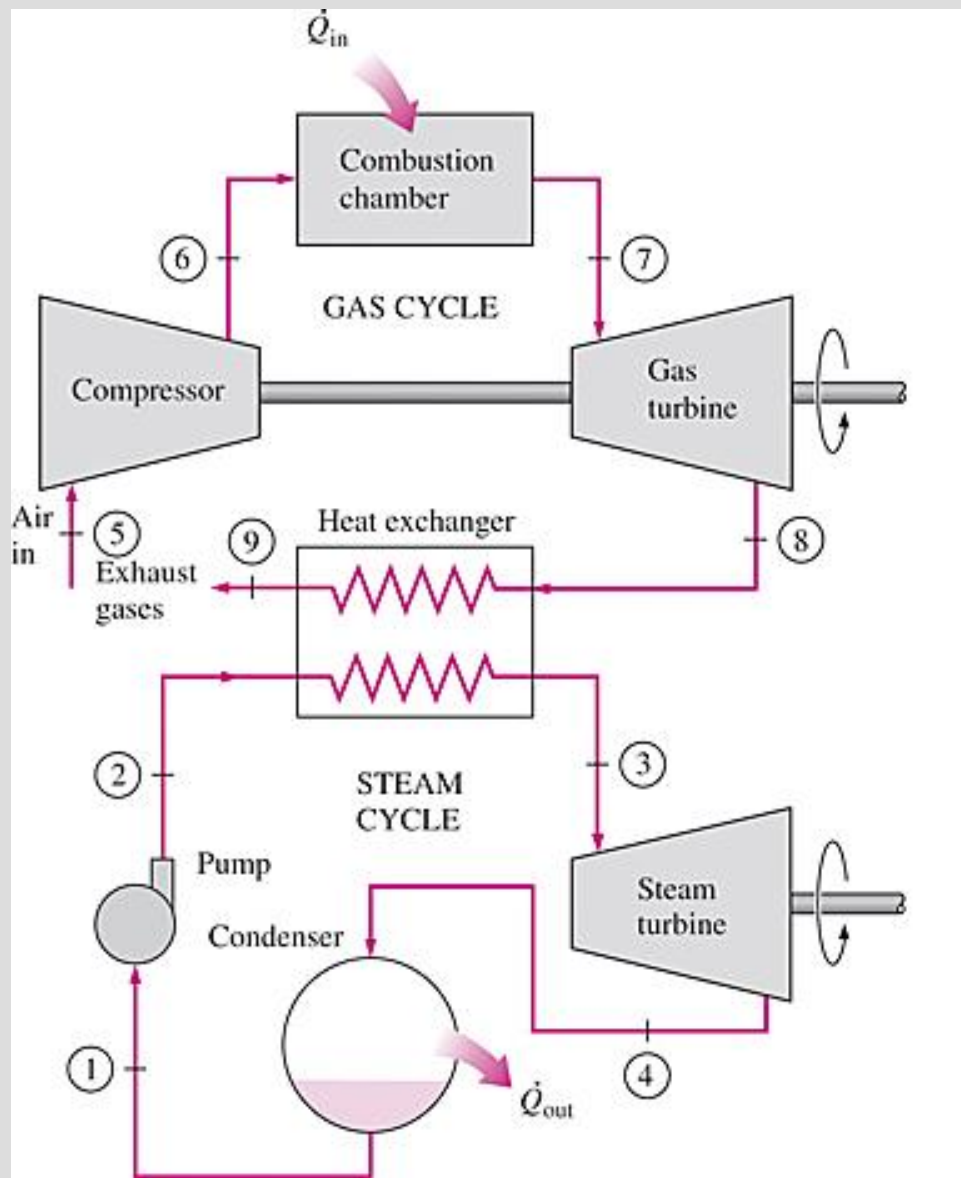 Q̇in
Combustion
chamber
6
7
GAS CYCLE
Compressor
Gas
turbine
Air
in
5
9
Heat exchanger
8
Exhaust
gases
2
STEAM
CYCLE
3
Pump
Condenser
Steam
turbine
1
Q̇out
4